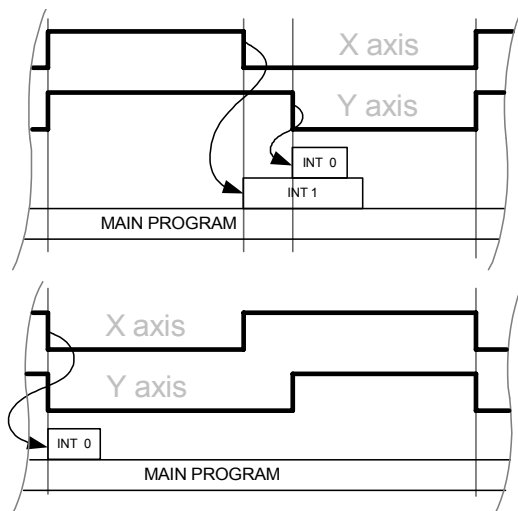 X axis
Y axis
INT 0
INT 1
MAIN PROGRAM
X axis
Y axis
INT 0
MAIN PROGRAM